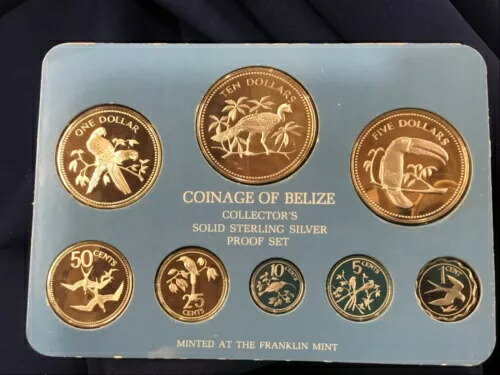 ONE DOLLAR
TEN DOLLARS
FIVE DOLLARS
COINAGE OF BELIZE
COLLECTOR'S
SOLID STERLING SILVER
PROOF SET
50 CENTS
25
CENTS
10
CENTS
5
CENTS
1
CENT
MINTED AT THE FRANKLIN MINT